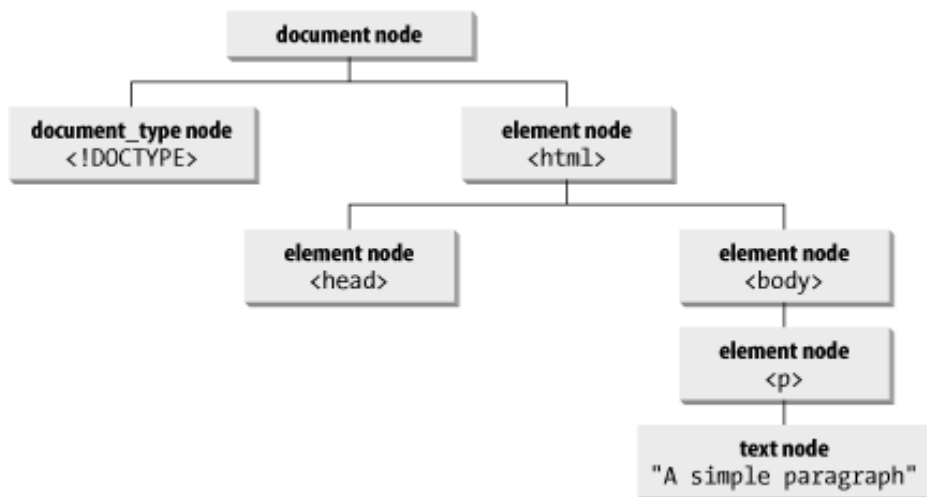 document node
document_type node
<!DOCTYPE>
element node
<html>
element node
<head>
element node
<body>
element node
<p>
text node
"A simple paragraph"